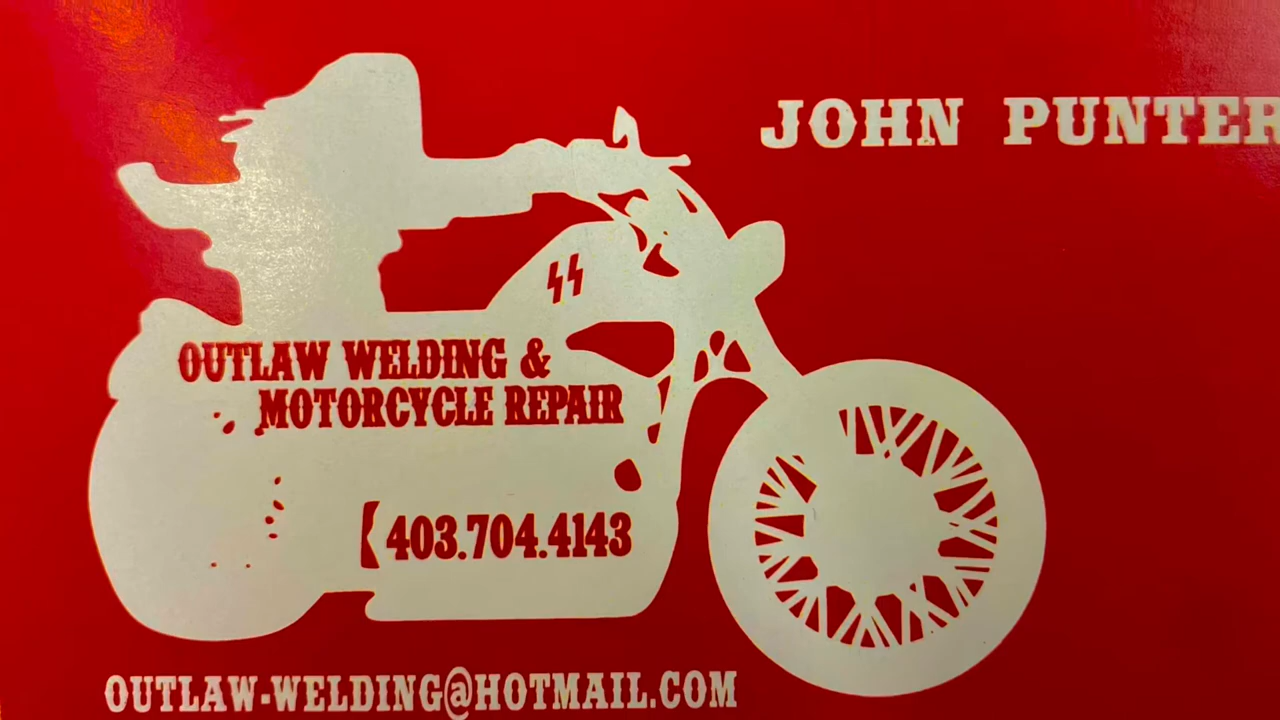 JOHN PUNTER
OUTLAW WELDING &
MOTORCYCLE REPAIR
403.704.4143
OUTLAW-WELDING@HOTMAIL.COM